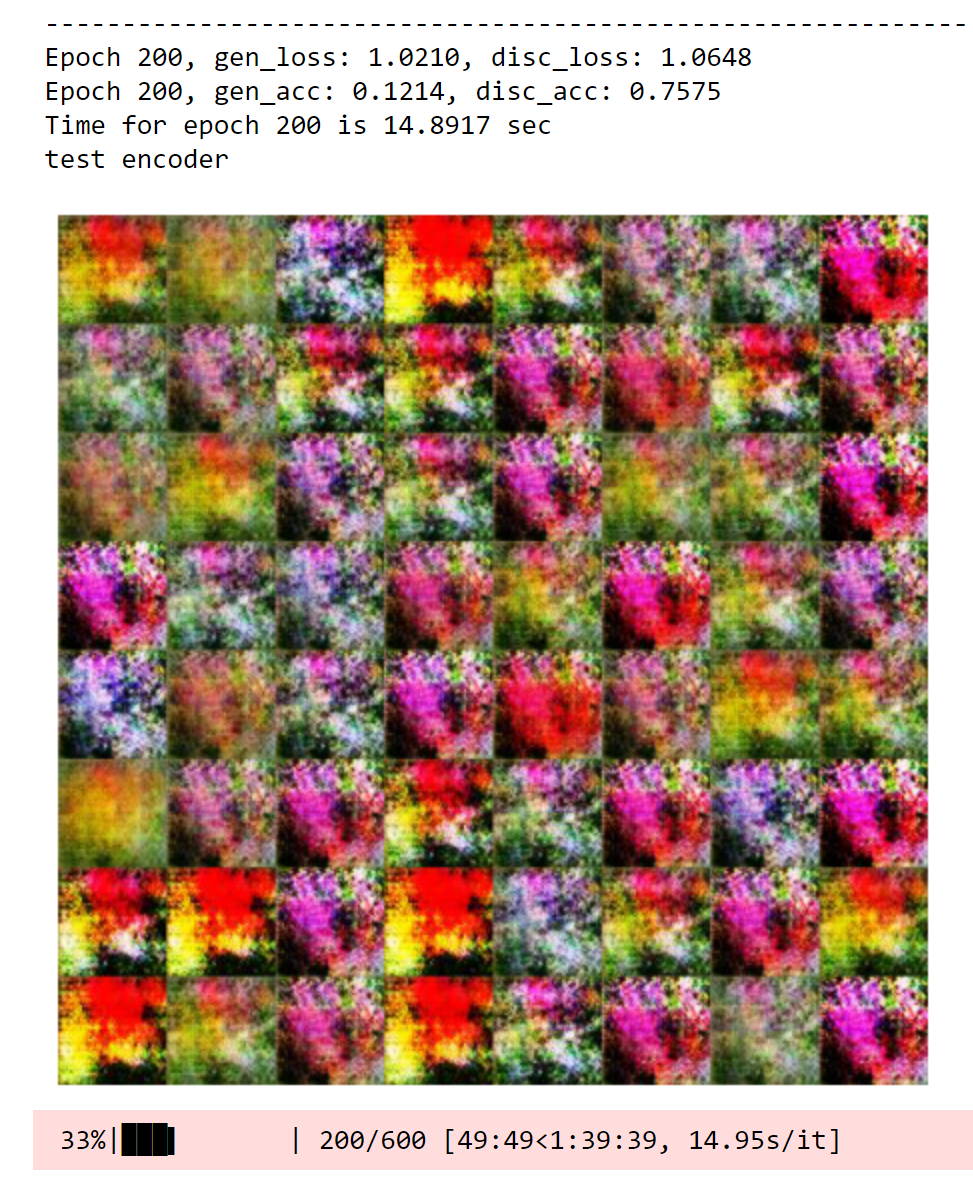 ----------------------------------------------------------------
Epoch 200, gen_loss: 1.0210, disc_loss: 1.0648
Epoch 200, gen_acc: 0.1214, disc_acc: 0.7575
Time for epoch 200 is 14.8917 sec
test encoder
33%|███▎ | 200/600 [49:49<1:39:39, 14.95s/it]